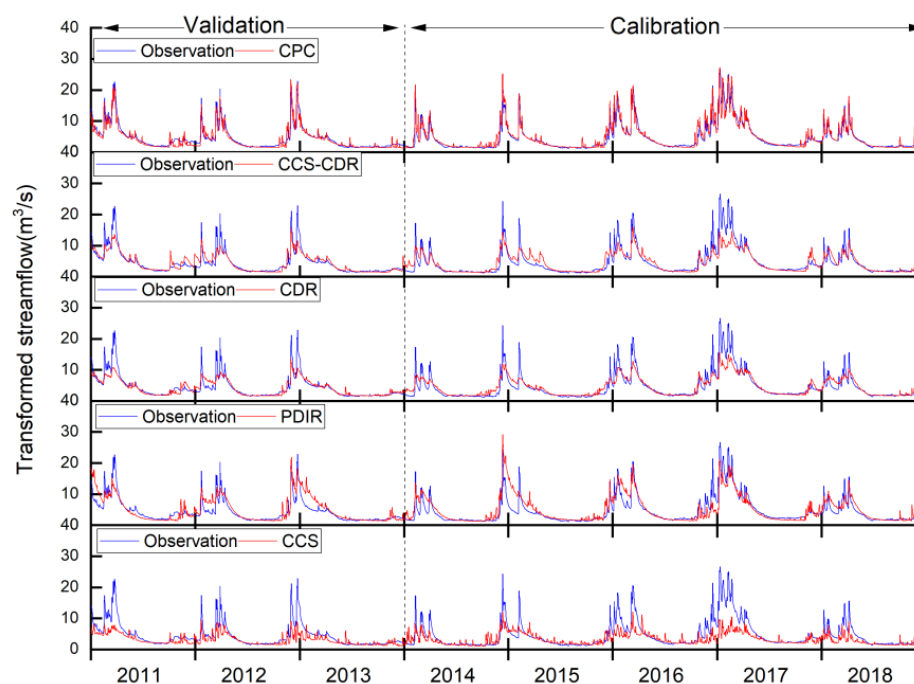 Validation Calibration
40
Observation CPC
30
20
10
40
Observation CCS-CDR
30
20
10
40
Observation CDR
30
20
10
40
Observation PDIR
30
20
10
40
Observation CCS
30
20
10
0
2011 2012 2013 2014 2015 2016 2017 2018
Transformed streamflow(m³/s)